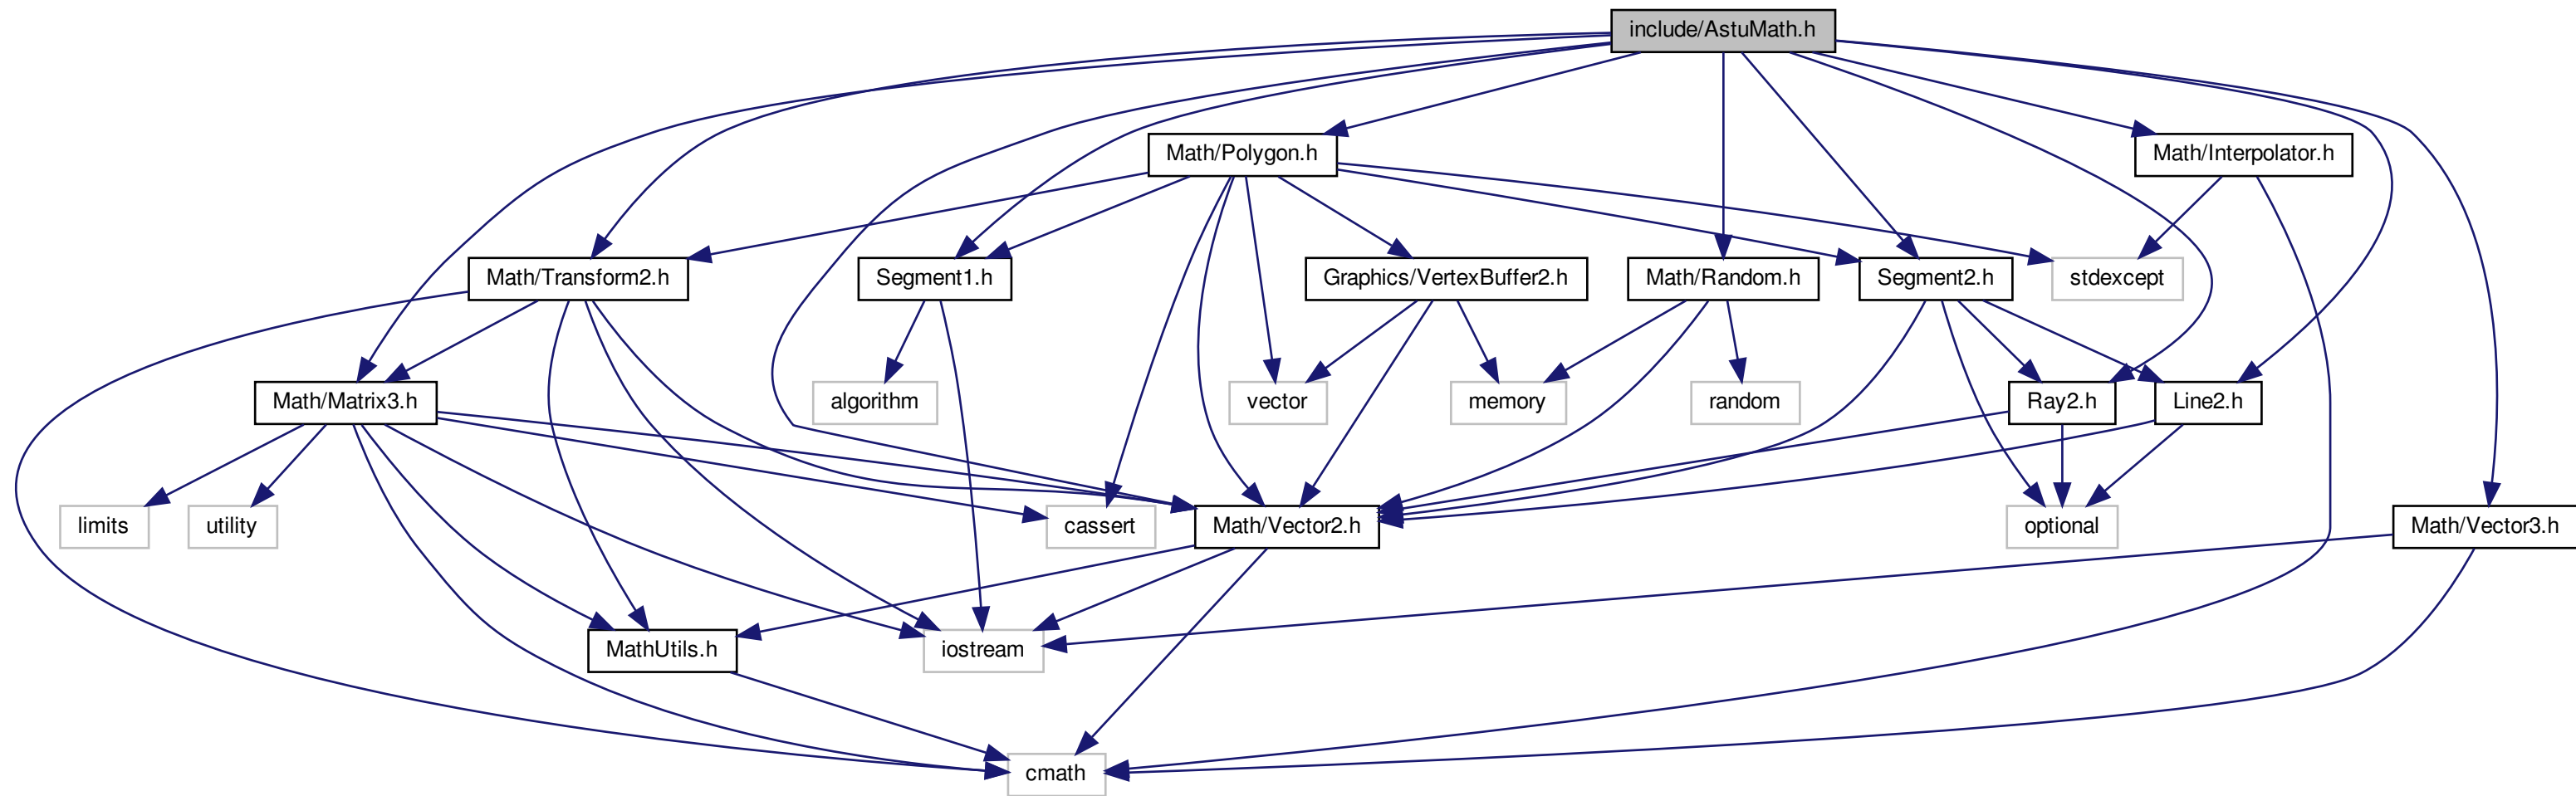 include/AstuMath.h
Math/Polygon.h
Math/Interpolator.h
Math/Transform2.h
Segment1.h
Graphics/VertexBuffer2.h
Math/Random.h
Segment2.h
stdexcept
Math/Matrix3.h
algorithm
vector
memory
random
Ray2.h
Line2.h
limits
utility
cassert
Math/Vector2.h
optional
Math/Vector3.h
MathUtils.h
iostream
cmath